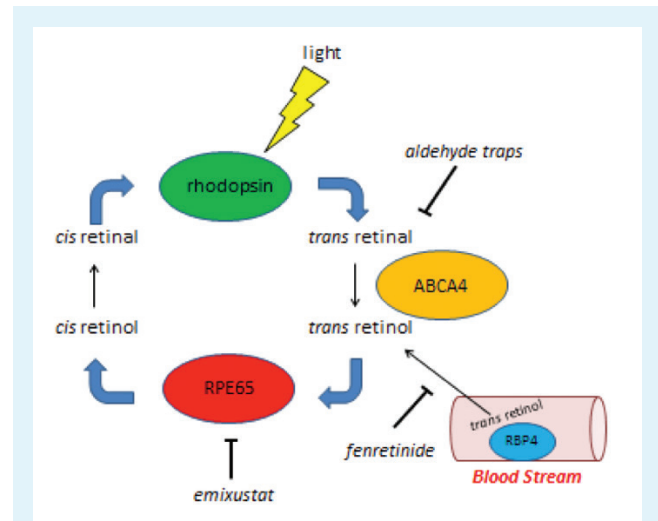 light
rhodopsin
aldehyde traps
cis retinal
trans retinal
ABCA4
cis retinol
trans retinol
RPE65
trans retinol
RBP4
fenretinide
Blood Stream
emixustat